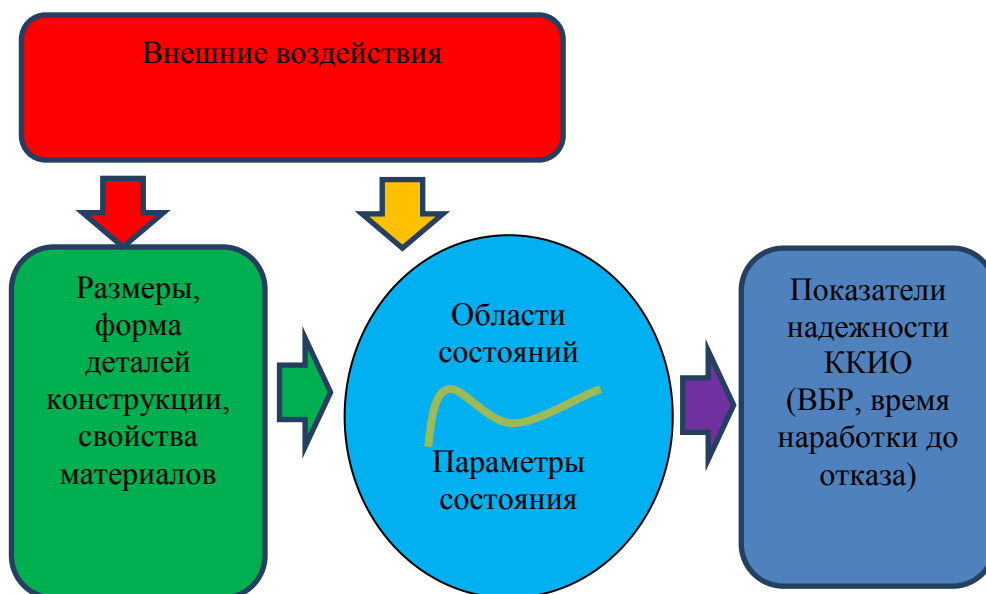 Внешние воздействия
Размеры,
форма
деталей
конструкции,
свойства
материалов
Области
состояний
Параметры
состояния
Показатели
надежности
ККИО
(ВБР, время
наработки до
отказа)